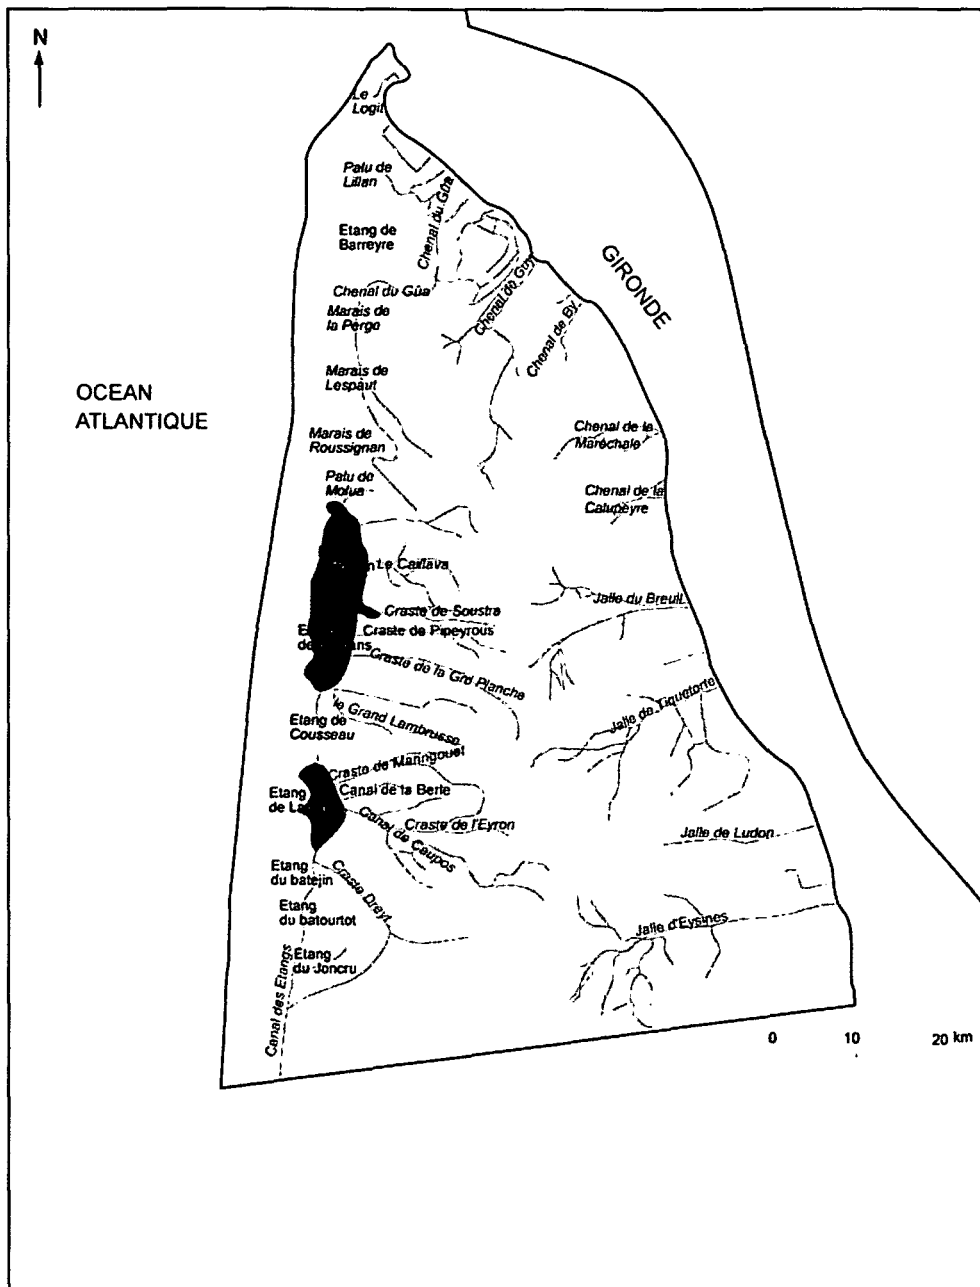 N
Le
Logit
Palu de
Lilian
Chenal du Gûa
Etang de
Barreyre
GIRONDE
Chenal du Gûa
Chenal de Guy
Marais de
la Perge
Chenal de By
Marais de
Lespaut
OCEAN
ATLANTIQUE
Marais de
Roussignan
Chenal de la
Maréchale
Palu de
Molua
Chenal de la
Calupeyre
Le Caillava
Jalle du Breuil
Craste de Soustra
Craste de Pipeyrous
Craste de la Grd Planche
Jalle de Tiquetorte
le Grand Lambrusse
Etang de
Cousseau
Craste de Maringouet
Canal de la Berle
Etang
de La
Canal de Caupos
Craste de l'Eyron
Jalle de Ludon
Etang
du batejin
Craste Dreyt
Etang
du batourtot
Jalle d'Eysines
Etang
du Joncru
Canal des Etangs
0 10 20 km